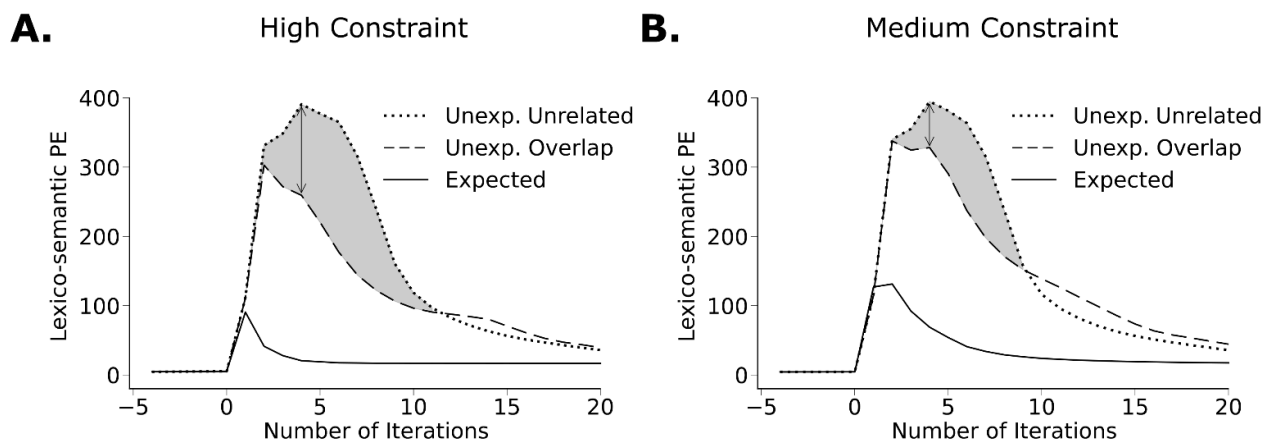 A.
High Constraint
Lexico-semantic PE
400
300
200
100
0
Unexp. Unrelated
Unexp. Overlap
Expected
−5
0
5
10
15
20
Number of Iterations
B.
Medium Constraint
Lexico-semantic PE
400
300
200
100
0
Unexp. Unrelated
Unexp. Overlap
Expected
−5
0
5
10
15
20
Number of Iterations